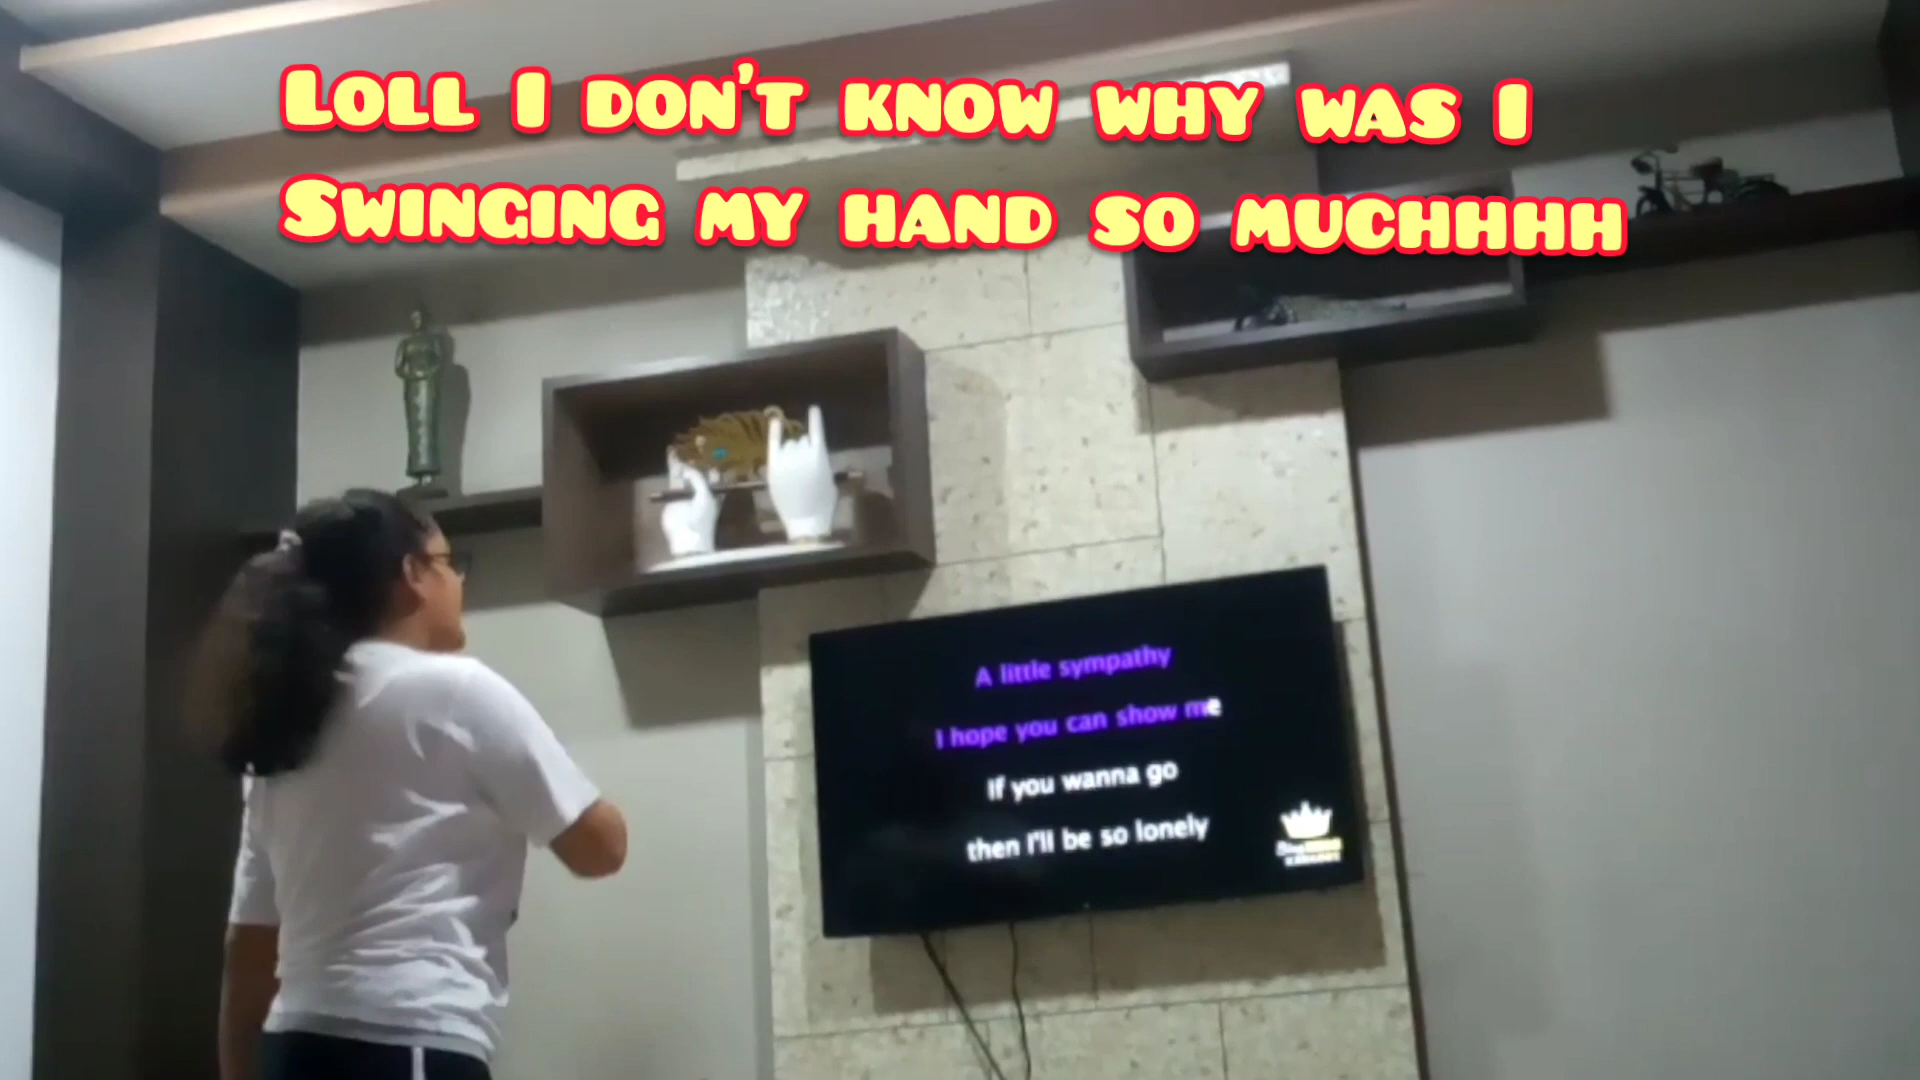 Loll I don't know why was I
Swinging my hand so muchhhh
A little sympathy
I hope you can show me
If you wanna go
then I'll be so lonely